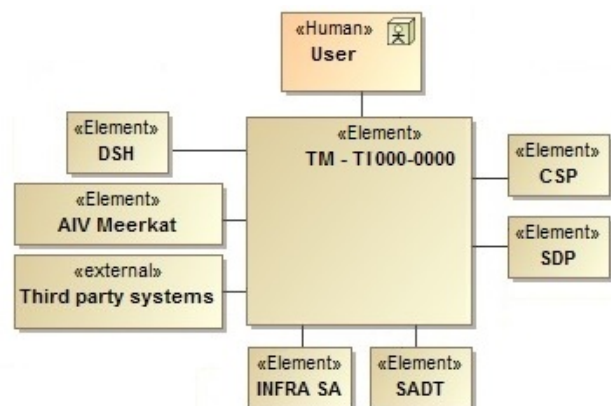 «Human»
User
«Element»
TM - TI000-0000
«Element»
DSH
«Element»
AIV Meerkat
«external»
Third party systems
«Element»
CSP
«Element»
SDP
«Element»
INFRA SA
«Element»
SADT